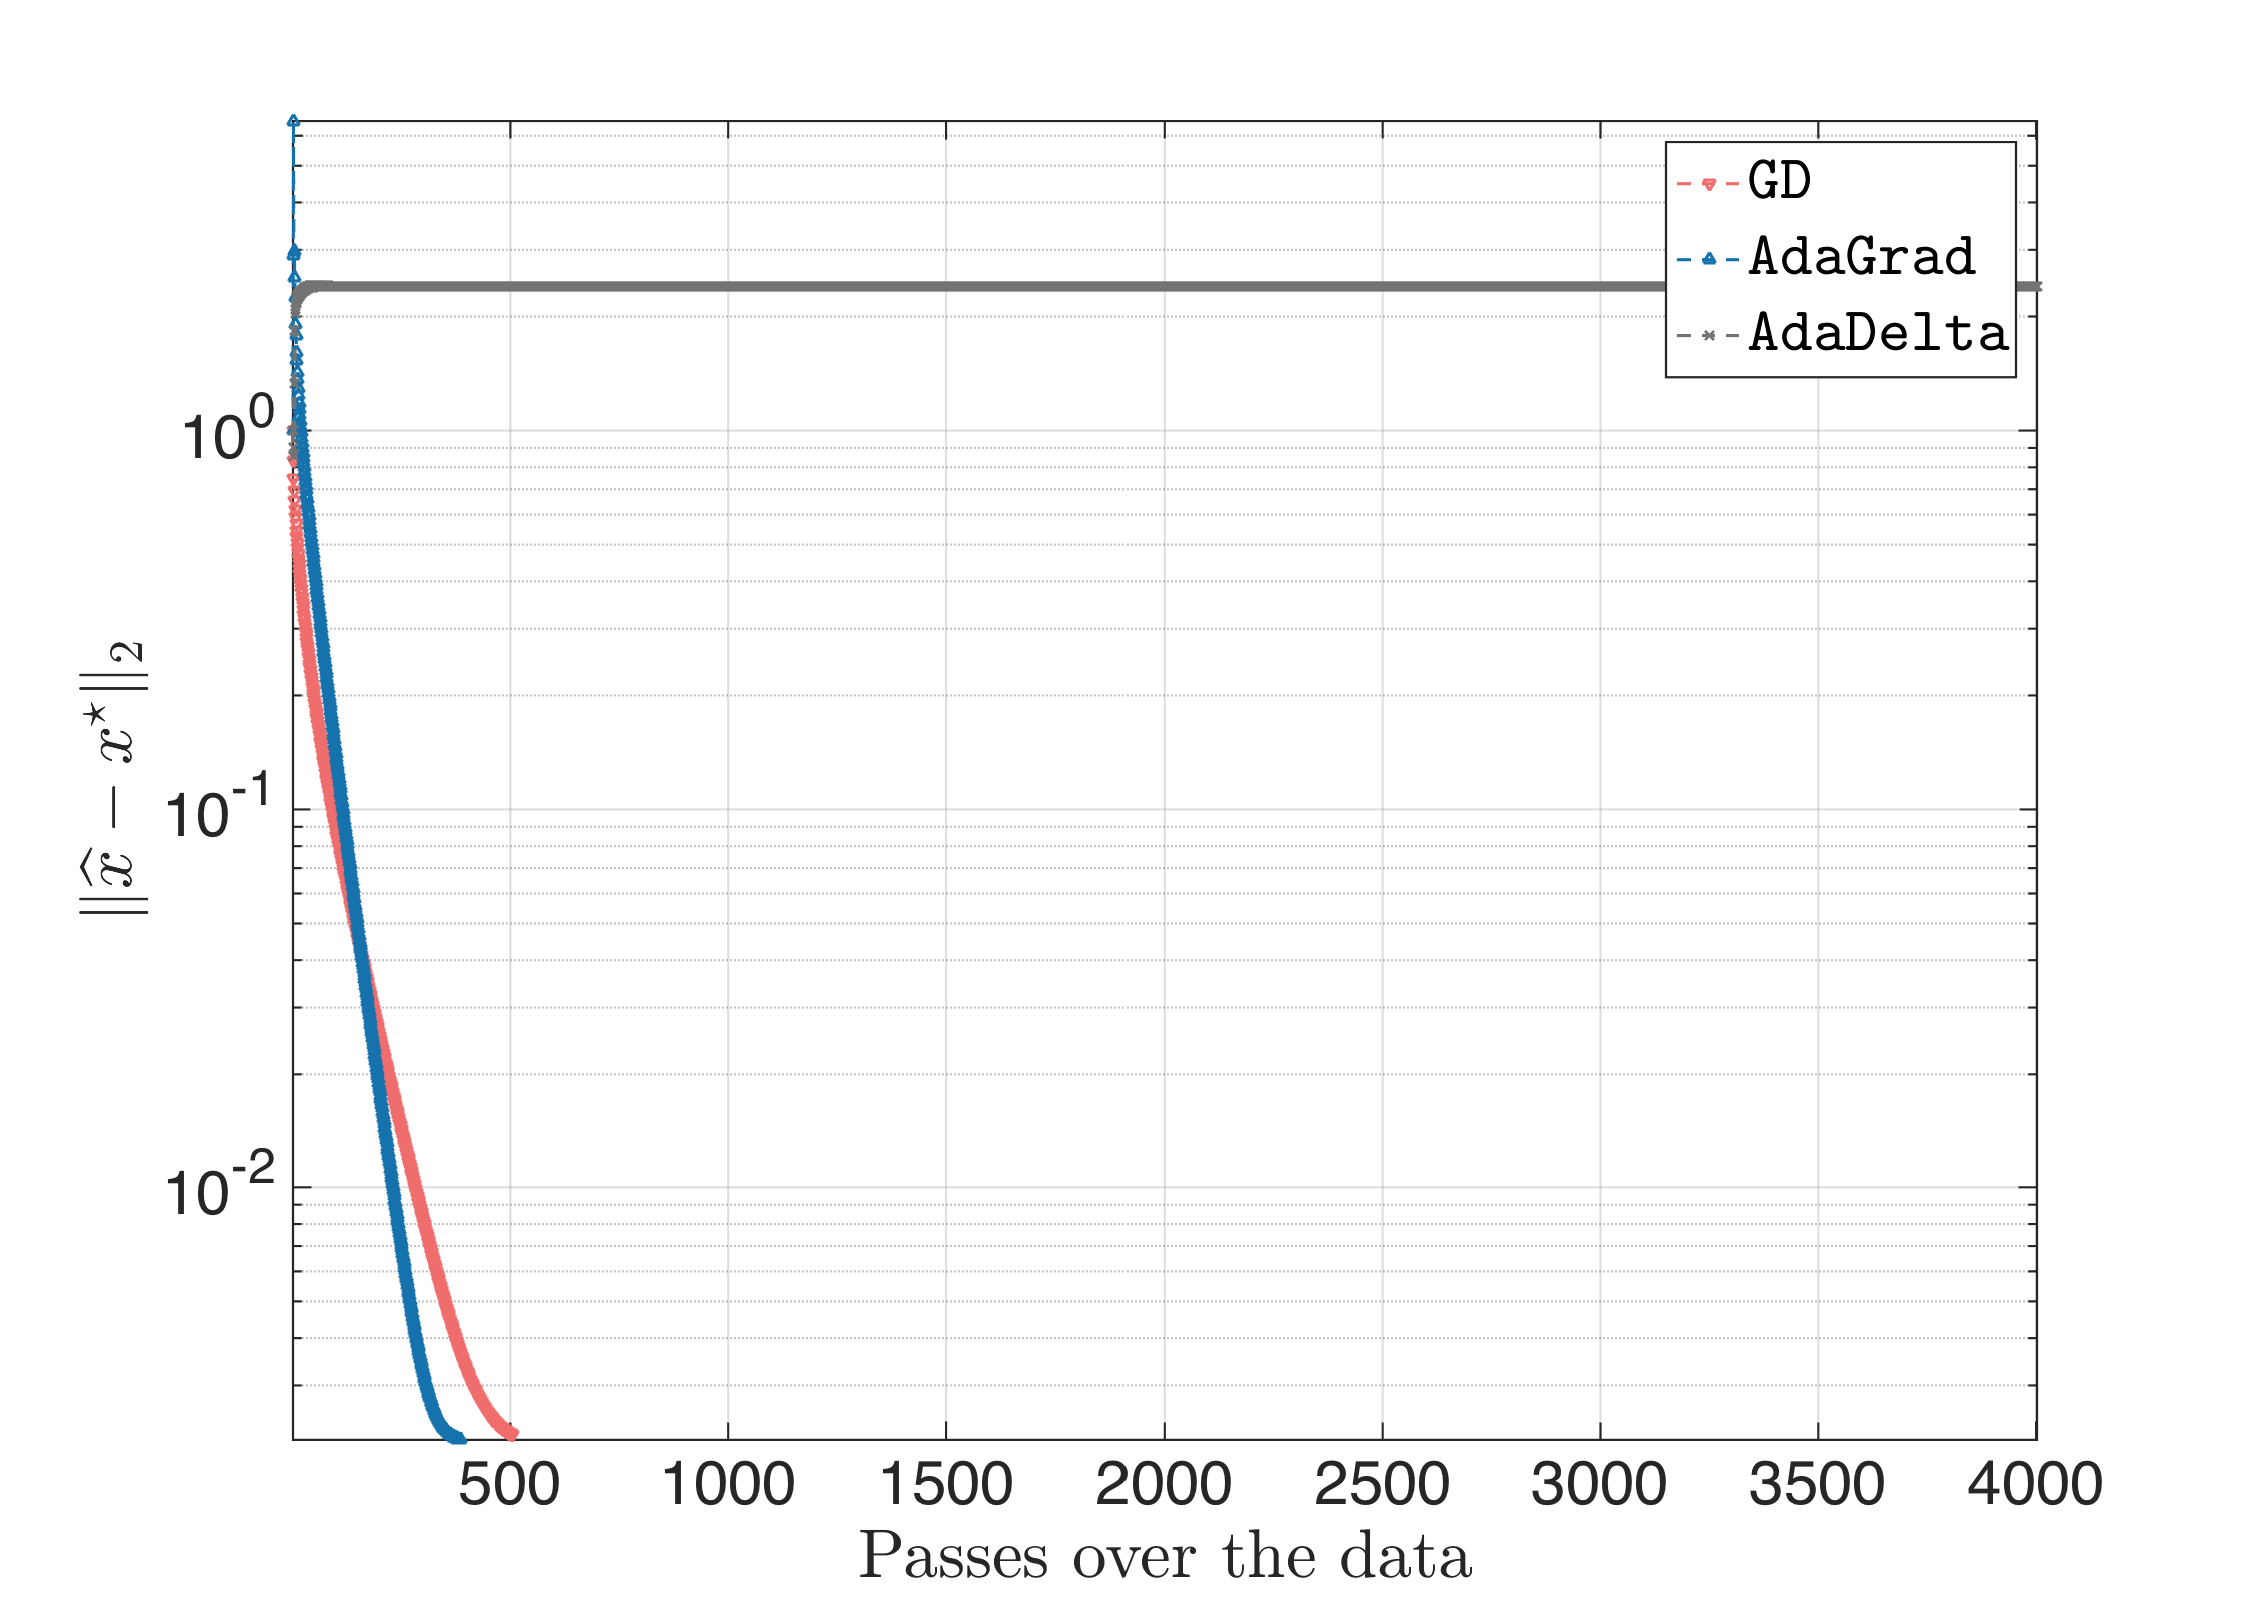 GD
AdaGrad
AdaDelta
10^0
10^-1
10^-2
‖x̂ − x⋆‖₂
500 1000 1500 2000 2500 3000 3500 4000
Passes over the data